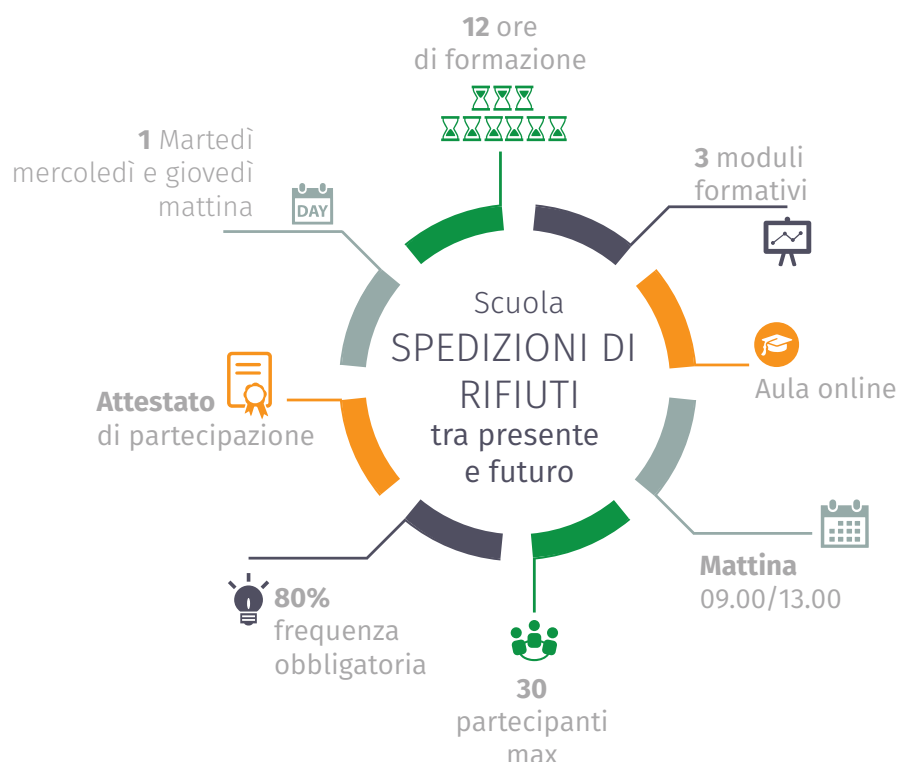 12 ore
di formazione
1 Martedì
mercoledì e giovedì
mattina
DAY
3 moduli
formativi
Scuola
SPEDIZIONI DI
RIFIUTI
tra presente
e futuro
Aula online
Attestato
di partecipazione
Mattina
09.00/13.00
80%
frequenza
obbligatoria
30
partecipanti
max